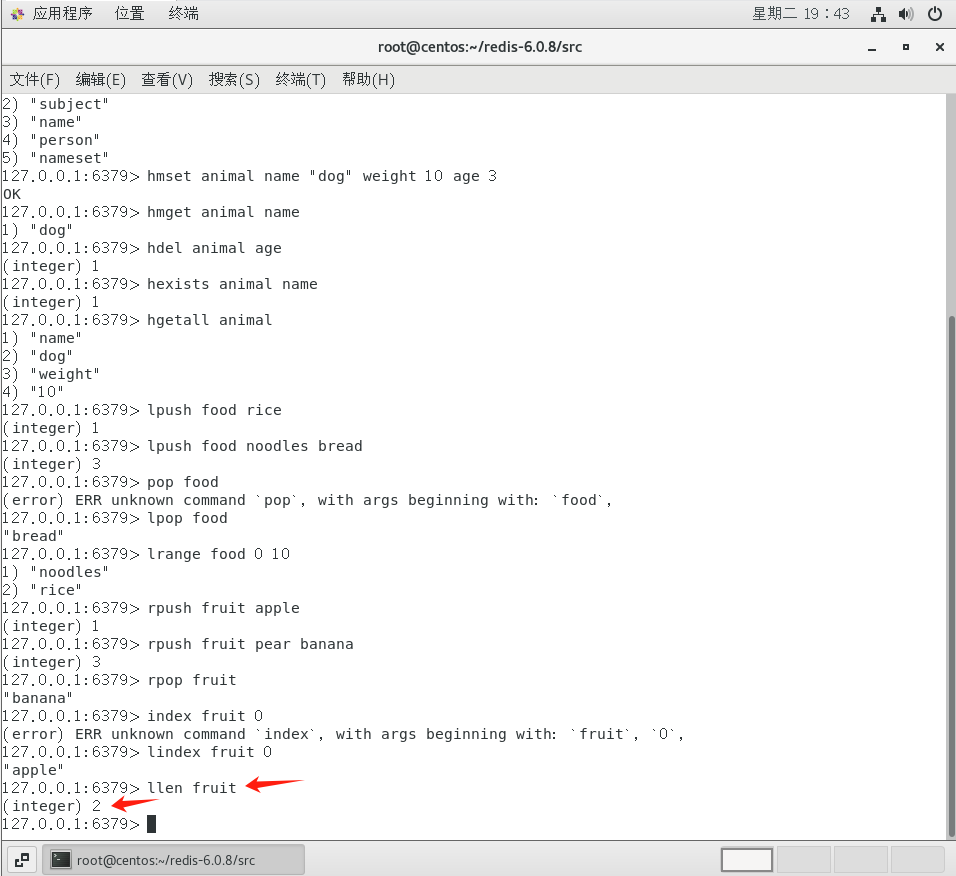 应用程序 位置 终端 星期二 19：43
root@centos:~/redis-6.0.8/src
文件(F) 编辑(E) 查看(V) 搜索(S) 终端(T) 帮助(H)
2) "subject"
3) "name"
4) "person"
5) "nameset"
127.0.0.1:6379> hmset animal name "dog" weight 10 age 3
OK
127.0.0.1:6379> hmget animal name
1) "dog"
127.0.0.1:6379> hdel animal age
(integer) 1
127.0.0.1:6379> hexists animal name
(integer) 1
127.0.0.1:6379> hgetall animal
1) "name"
2) "dog"
3) "weight"
4) "10"
127.0.0.1:6379> lpush food rice
(integer) 1
127.0.0.1:6379> lpush food noodles bread
(integer) 3
127.0.0.1:6379> pop food
(error) ERR unknown command `pop`, with args beginning with: `food`,
127.0.0.1:6379> lpop food
"bread"
127.0.0.1:6379> lrange food 0 10
1) "noodles"
2) "rice"
127.0.0.1:6379> rpush fruit apple
(integer) 1
127.0.0.1:6379> rpush fruit pear banana
(integer) 3
127.0.0.1:6379> rpop fruit
"banana"
127.0.0.1:6379> index fruit 0
(error) ERR unknown command `index`, with args beginning with: `fruit`, `0`,
127.0.0.1:6379> lindex fruit 0
"apple"
127.0.0.1:6379> llen fruit
(integer) 2
127.0.0.1:6379>
root@centos:~/redis-6.0.8/src